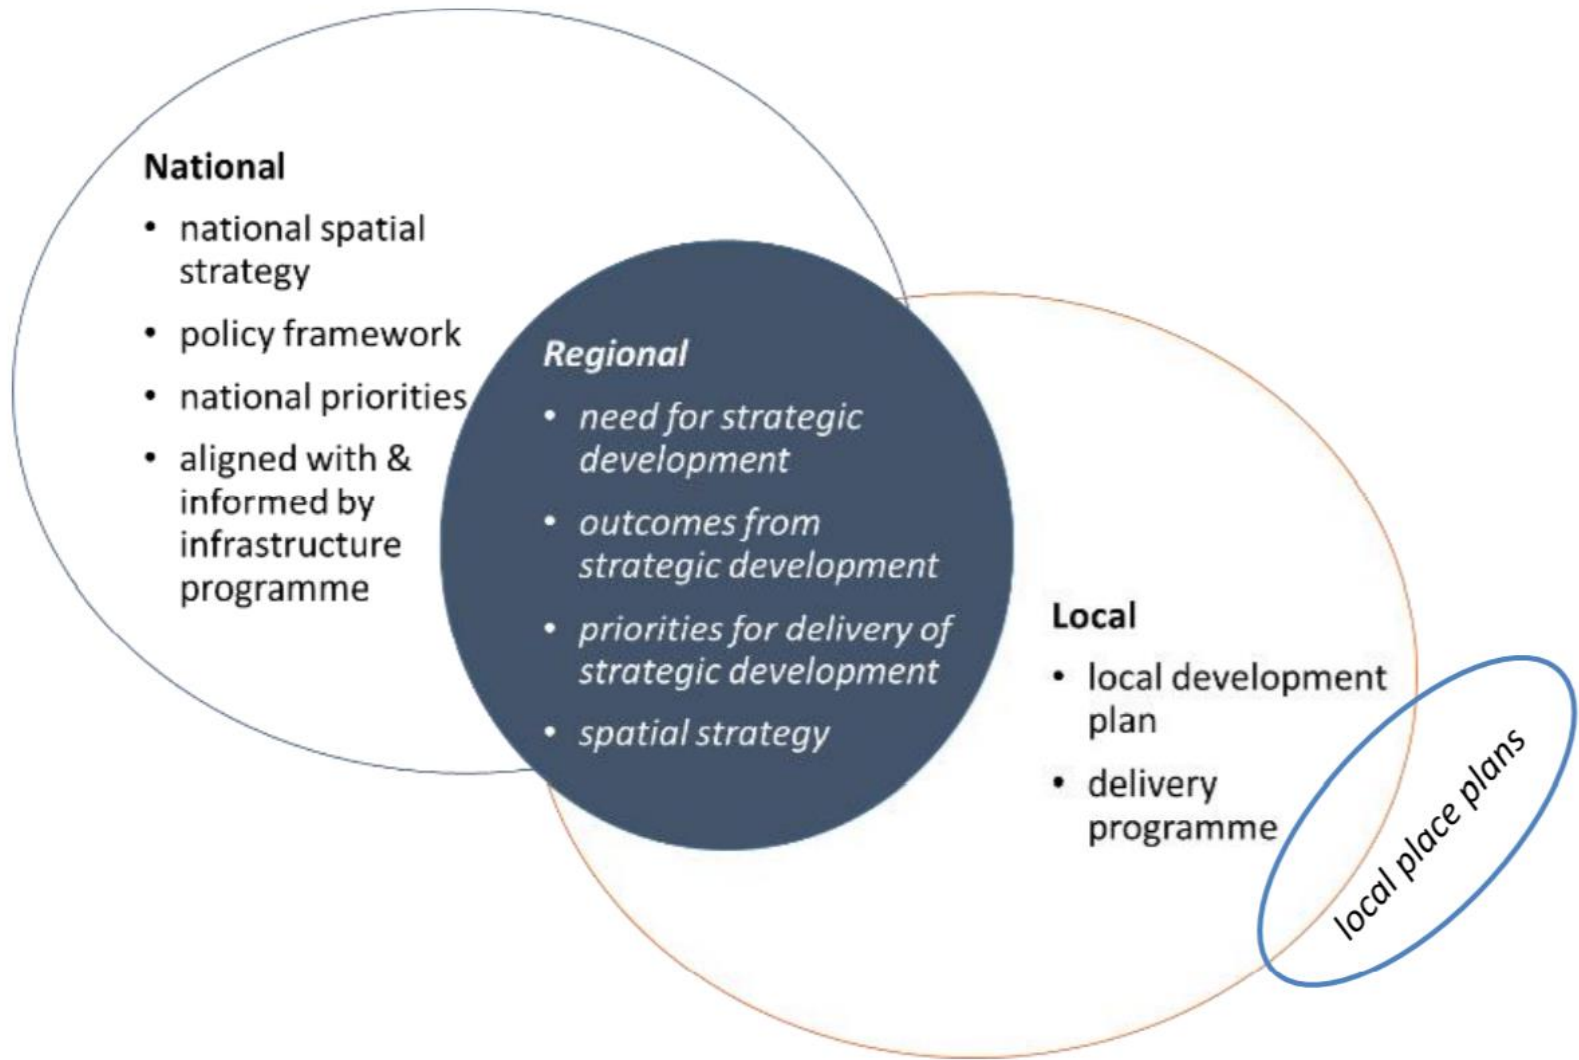 National
• national spatial
strategy
• policy framework
• national priorities
• aligned with &
informed by
infrastructure
programme
Regional
• need for strategic
development
• outcomes from
strategic development
• priorities for delivery of
strategic development
• spatial strategy
Local
• local development
plan
• delivery
programme
local place plans